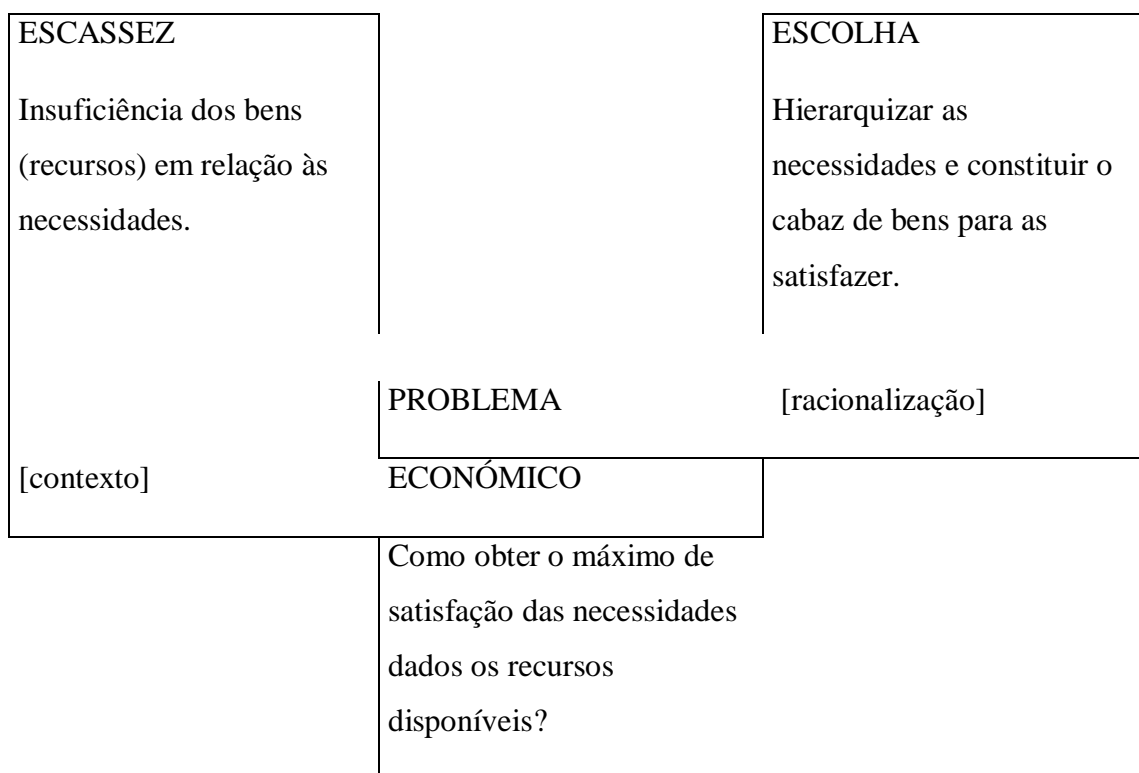 ESCASSEZ
Insuficiência dos bens
(recursos) em relação às
necessidades.
[contexto]
ESCOLHA
Hierarquizar as
necessidades e constituir o
cabaz de bens para as
satisfazer.
[racionalização]
PROBLEMA
ECONÓMICO
Como obter o máximo de
satisfação das necessidades
dados os recursos
disponíveis?